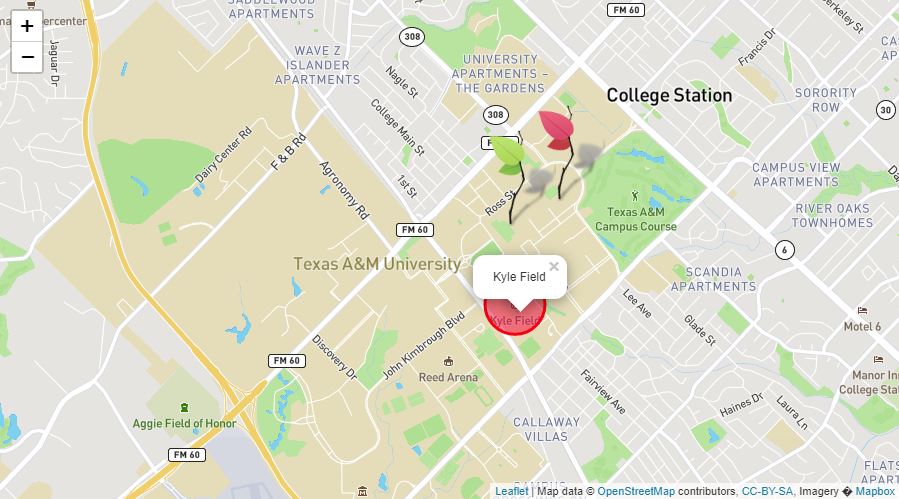 SADDLEWOOD
APARTMENTS
FM 60
Berkeley St
+
−
Jaguar Dr
308
WAVE Z
ISLANDER
APARTMENTS
UNIVERSITY
APARTMENTS –
THE GARDENS
Nagle St
Francis Dr
College Station
SORORITY
ROW
30
College Main St
308
Dairy Center Rd
F & B Rd
Agronomy Rd
1st St
CAMPUS VIEW
APARTMENTS
Ross St
Texas A&M
Campus Course
RIVER OAKS
TOWNHOMES
FM 60
6
Texas A&M University
Kyle Field
×
SCANDIA
APARTMENTS
Lee Ave
Kyle Field
Glade St
Motel 6
John Kimbrough Blvd
Discovery Dr
FM 60
Reed Arena
Fairview Ave
Manor Inn
College Station
Haines Dr
Laura Ln
Aggie Field of Honor
CALLAWAY
VILLAS
FM 60
FLATS
CAMPUS
Leaflet | Map data © OpenStreetMap contributors, CC-BY-SA, Imagery � Mapbox